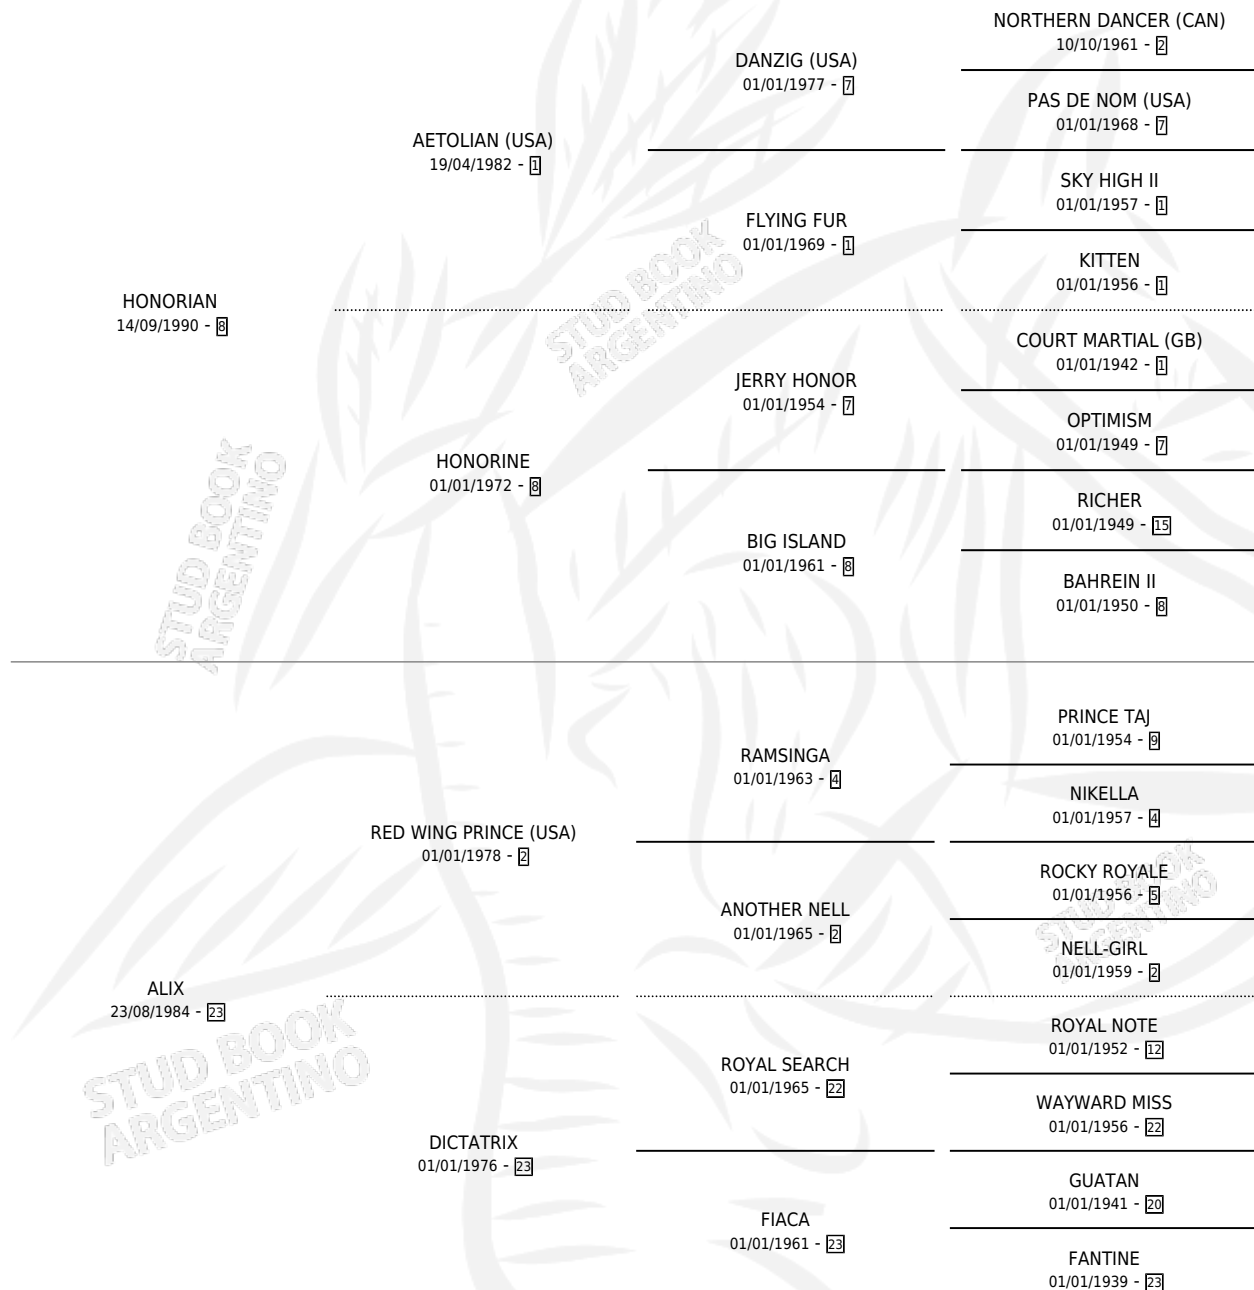 NORTHERN DANCER (CAN)
10/10/1961 - 2
DANZIG (USA)
01/01/1977 - 7
PAS DE NOM (USA)
01/01/1968 - 7
AETOLIAN (USA)
19/04/1982 - 1
SKY HIGH II
01/01/1957 - 1
FLYING FUR
01/01/1969 - 1
KITTEN
01/01/1956 - 1
HONORIAN
14/09/1990 - 8
COURT MARTIAL (GB)
01/01/1942 - 1
JERRY HONOR
01/01/1954 - 7
OPTIMISM
01/01/1949 - 7
HONORINE
01/01/1972 - 8
RICHER
01/01/1949 - 15
BIG ISLAND
01/01/1961 - 8
BAHREIN II
01/01/1950 - 8
PRINCE TAJ
01/01/1954 - 9
RAMSINGA
01/01/1963 - 4
NIKELLA
01/01/1957 - 4
RED WING PRINCE (USA)
01/01/1978 - 2
ROCKY ROYALE
01/01/1956 - 5
ANOTHER NELL
01/01/1965 - 2
NELL-GIRL
01/01/1959 - 2
ALIX
23/08/1984 - 23
ROYAL NOTE
01/01/1952 - 12
ROYAL SEARCH
01/01/1965 - 22
WAYWARD MISS
01/01/1956 - 22
DICTATRIX
01/01/1976 - 23
GUATAN
01/01/1941 - 20
FIACA
01/01/1961 - 23
FANTINE
01/01/1939 - 23
STUD BOOK
ARGENTINO
STUD BOOK
ARGENTINO
STUD BOOK
ARGENTINO
STUD BOOK
ARGENTINO